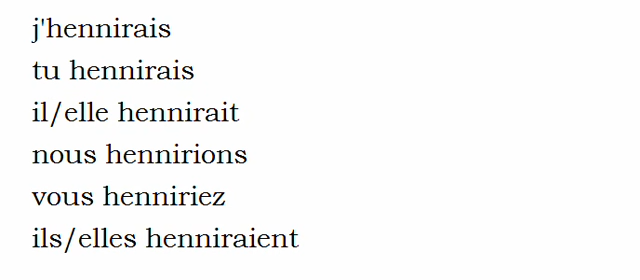 j'hennirais
tu hennirais
il/elle hennirait
nous hennirions
vous henniriez
ils/elles henniraient